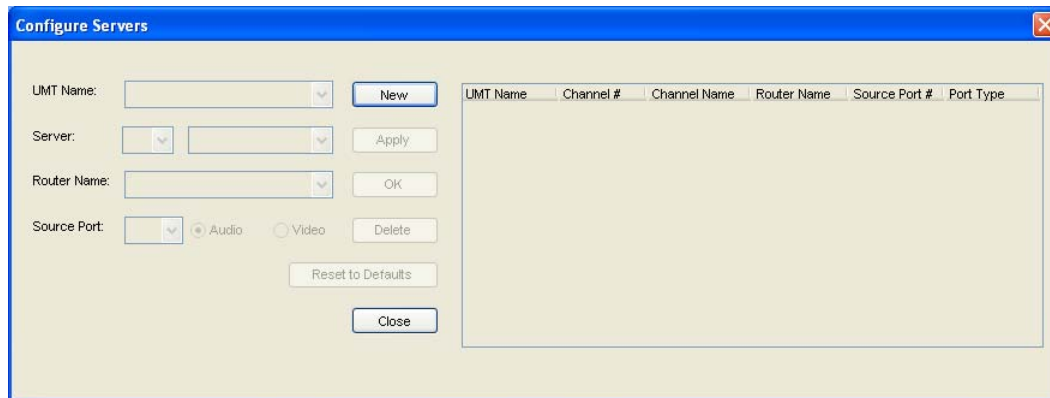 Configure Servers
UMT Name:
New
Server:
Apply
Router Name:
OK
Source Port:
Audio
Video
Delete
Reset to Defaults
Close
UMT Name Channel # Channel Name Router Name Source Port # Port Type